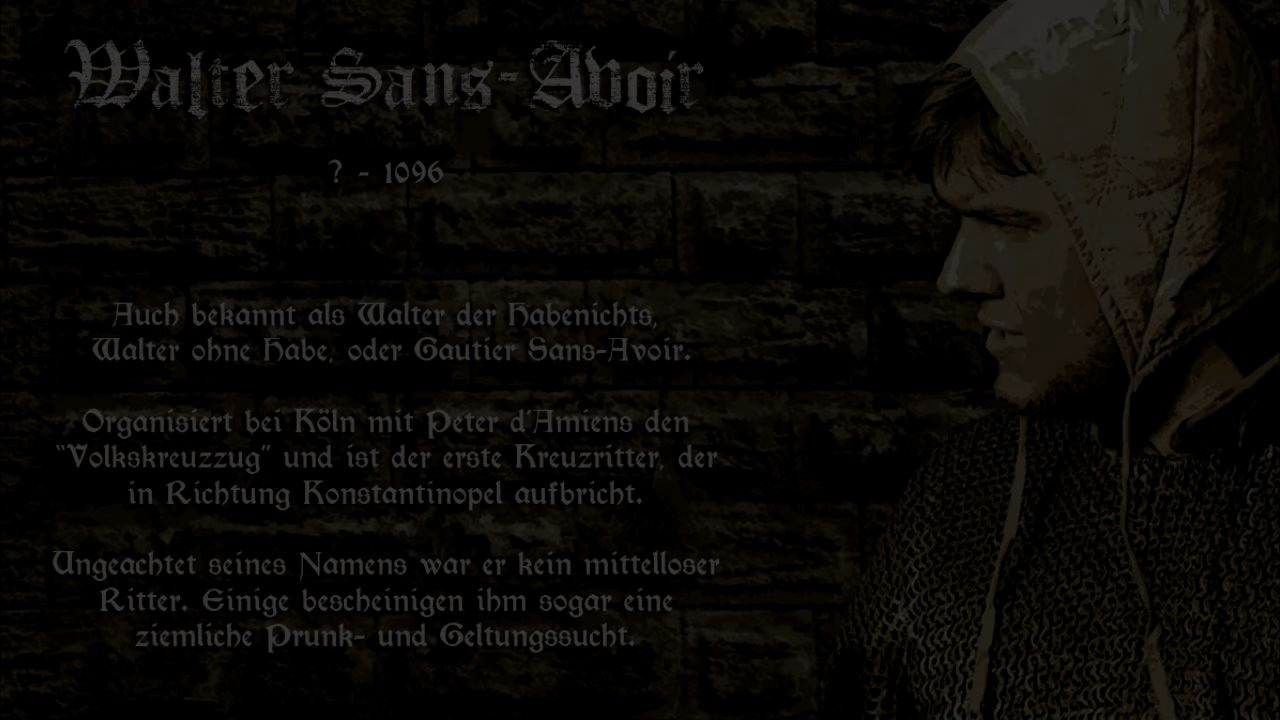 Walter Sans-Avoir
? - 1096
Auch bekannt als Walter der Habenichts,
Walter ohne Habe, oder Gautier Sans-Avoir.
Organisiert bei Köln mit Peter d'Amiens den
"Volkskreuzzug" und ist der erste Kreuzritter, der
in Richtung Konstantinopel aufbricht.
Ungeachtet seines Namens war er kein mittelloser
Ritter. Einige bescheinigen ihm sogar eine
ziemliche Prunk- und Geltungssucht.